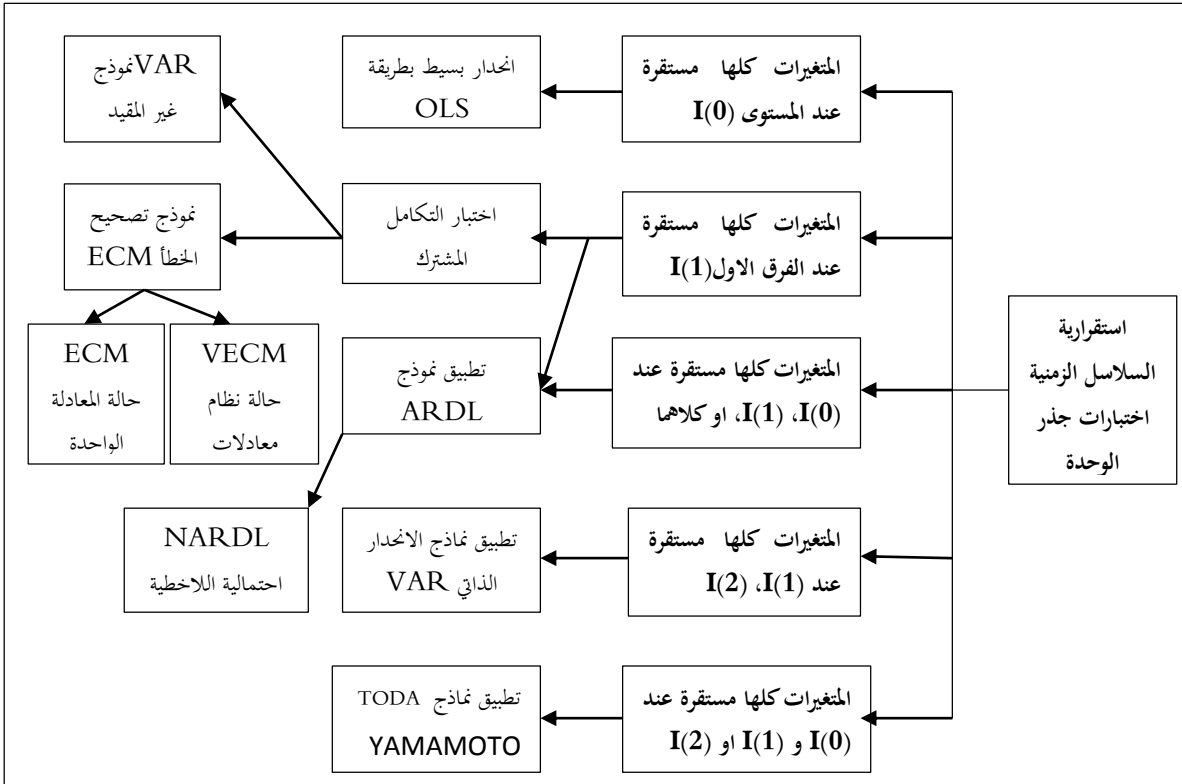 استقرارية
السلاسل الزمنية
اختبارات جذر
الوحدة
المتغيرات كلها مستقرة
عند المستوى I(0)
انحدار بسيط بطريقة
OLS
المتغيرات كلها مستقرة
عند الفرق الاول I(1)
اختبار التكامل
المشترك
VAR نموذج
غير المقيد
نموذج تصحيح
الخطأ ECM
VECM
حالة نظام
معادلات
ECM
حالة المعادلة
الواحدة
المتغيرات كلها مستقرة عند
I(0)، I(1)، او كلاهما
تطبيق نموذج
ARDL
NARDL
احتمالية اللاخطية
المتغيرات كلها مستقرة
عند I(1)، I(2)
تطبيق نماذج الانحدار
الذاتي VAR
المتغيرات كلها مستقرة عند
I(0) و I(1) او I(2)
تطبيق نماذج TODA
YAMAMOTO